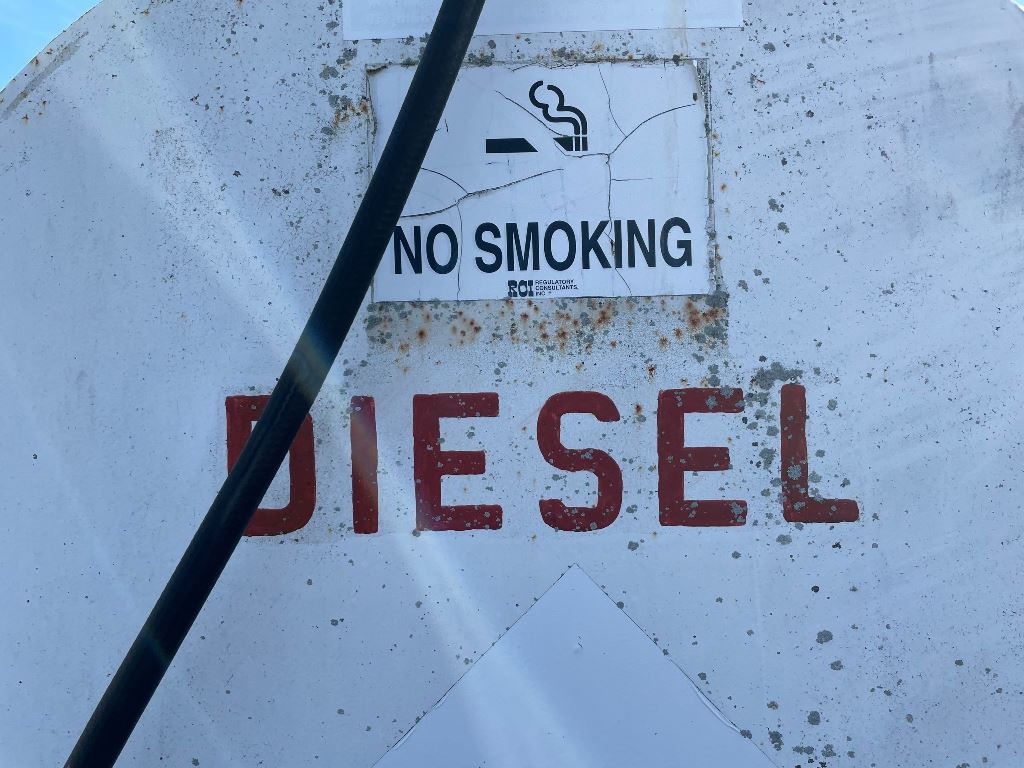 NO SMOKING
RCI REGULATORY
CONSULTANTS,
INC.
DIESEL